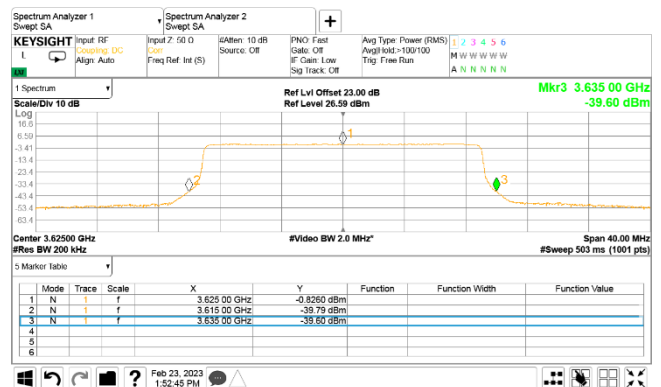 Spectrum Analyzer 1
Swept SA
Spectrum Analyzer 2
Swept SA
KEYSIGHT
L
Input: RF
Coupling: DC
Align: Auto
Input Z: 50 Ω
Corr
Freq Ref: Int (S)
#Atten: 10 dB
Source: Off
PNO: Fast
Gate: Off
IF Gain: Low
Sig Track: Off
Avg Type: Power (RMS)
Avg|Hold:>100/100
Trig: Free Run
1 2 3 4 5 6
M W W W W W
A N N N N N
1 Spectrum
Scale/Div 10 dB
Ref Lvl Offset 23.00 dB
Ref Level 26.59 dBm
Mkr3 3.635 00 GHz
-39.60 dBm
Log
16.6
6.59
-3.41
-13.4
-23.4
-33.4
-43.4
-53.4
-63.4
1
2
3
Center 3.62500 GHz
#Res BW 200 kHz
#Video BW 2.0 MHz*
Span 40.00 MHz
#Sweep 503 ms (1001 pts)
5 Marker Table
Mode Trace Scale X Y Function Function Width Function Value
1 N 1 f 3.625 00 GHz -0.8260 dBm
2 N 1 f 3.615 00 GHz -39.79 dBm
3 N 1 f 3.635 00 GHz -39.60 dBm
4
5
6
?
Feb 23, 2023
1:52:45 PM